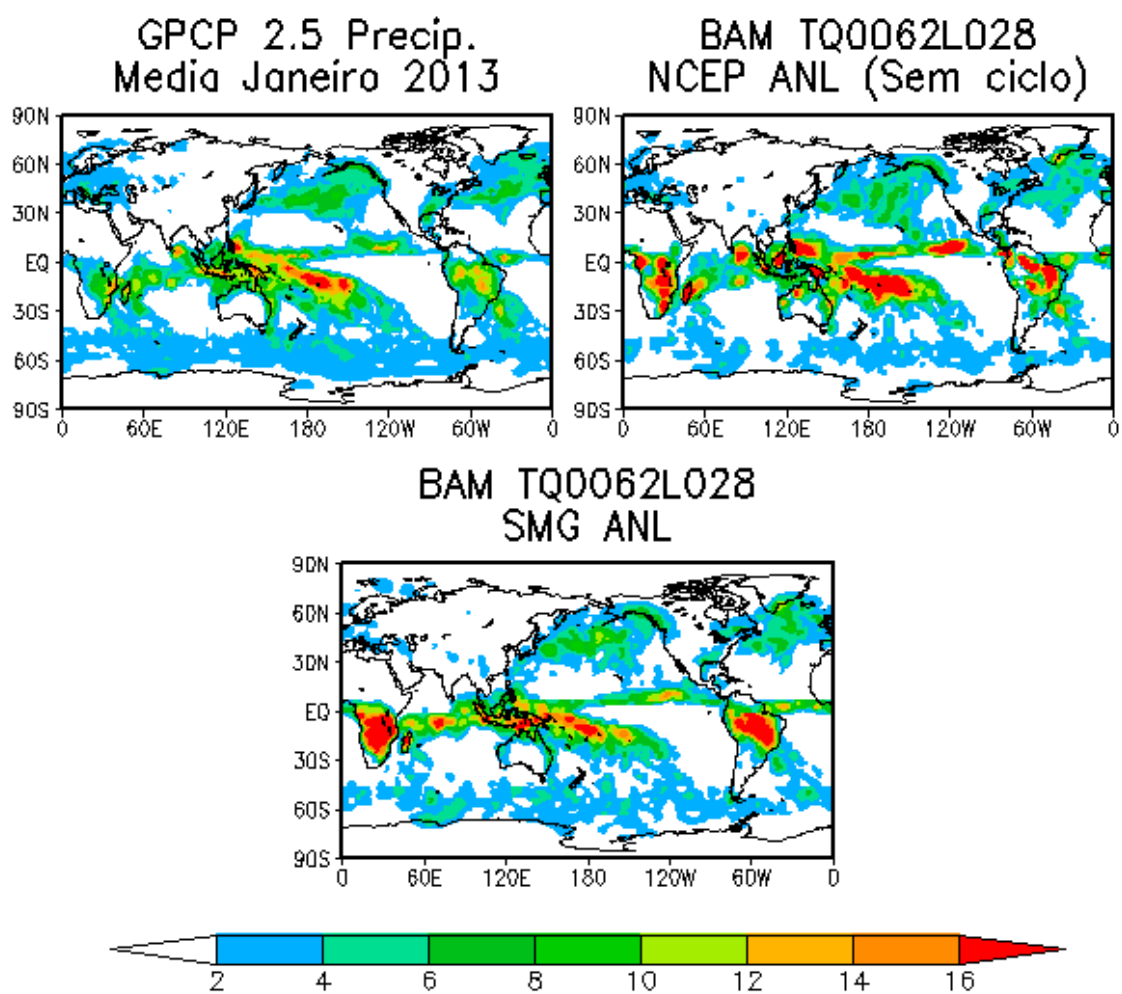 GPCP 2.5 Precip.
Media Janeiro 2013
90N
60N
30N
EQ
30S
60S
90S
0 60E 120E 180 120W 60W 0
BAM TQ0062L028
NCEP ANL (Sem ciclo)
90N
60N
30N
EQ
30S
60S
90S
0 60E 120E 180 120W 60W 0
BAM TQ0062L028
SMG ANL
90N
60N
30N
EQ
30S
60S
90S
0 60E 120E 180 120W 60W 0
2 4 6 8 10 12 14 16